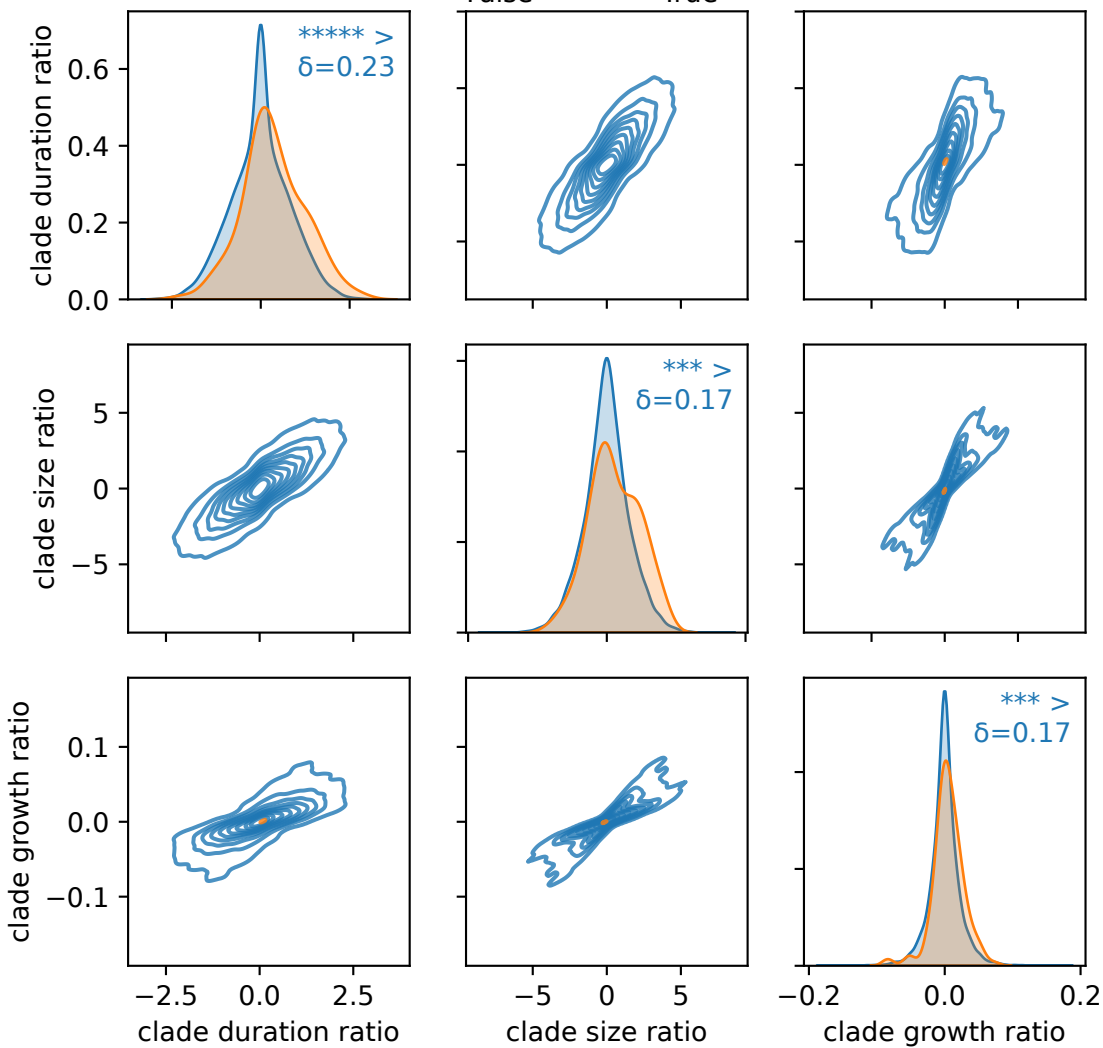 True
clade duration ratio
0.6
0.4
0.2
0.0
***** >
δ=0.23
clade size ratio
5
0
−5
*** >
δ=0.17
clade growth ratio
0.1
0.0
−0.1
*** >
δ=0.17
−2.5
0.0
2.5
−5
0
5
−0.2
0.0
0.2
clade duration ratio
clade size ratio
clade growth ratio